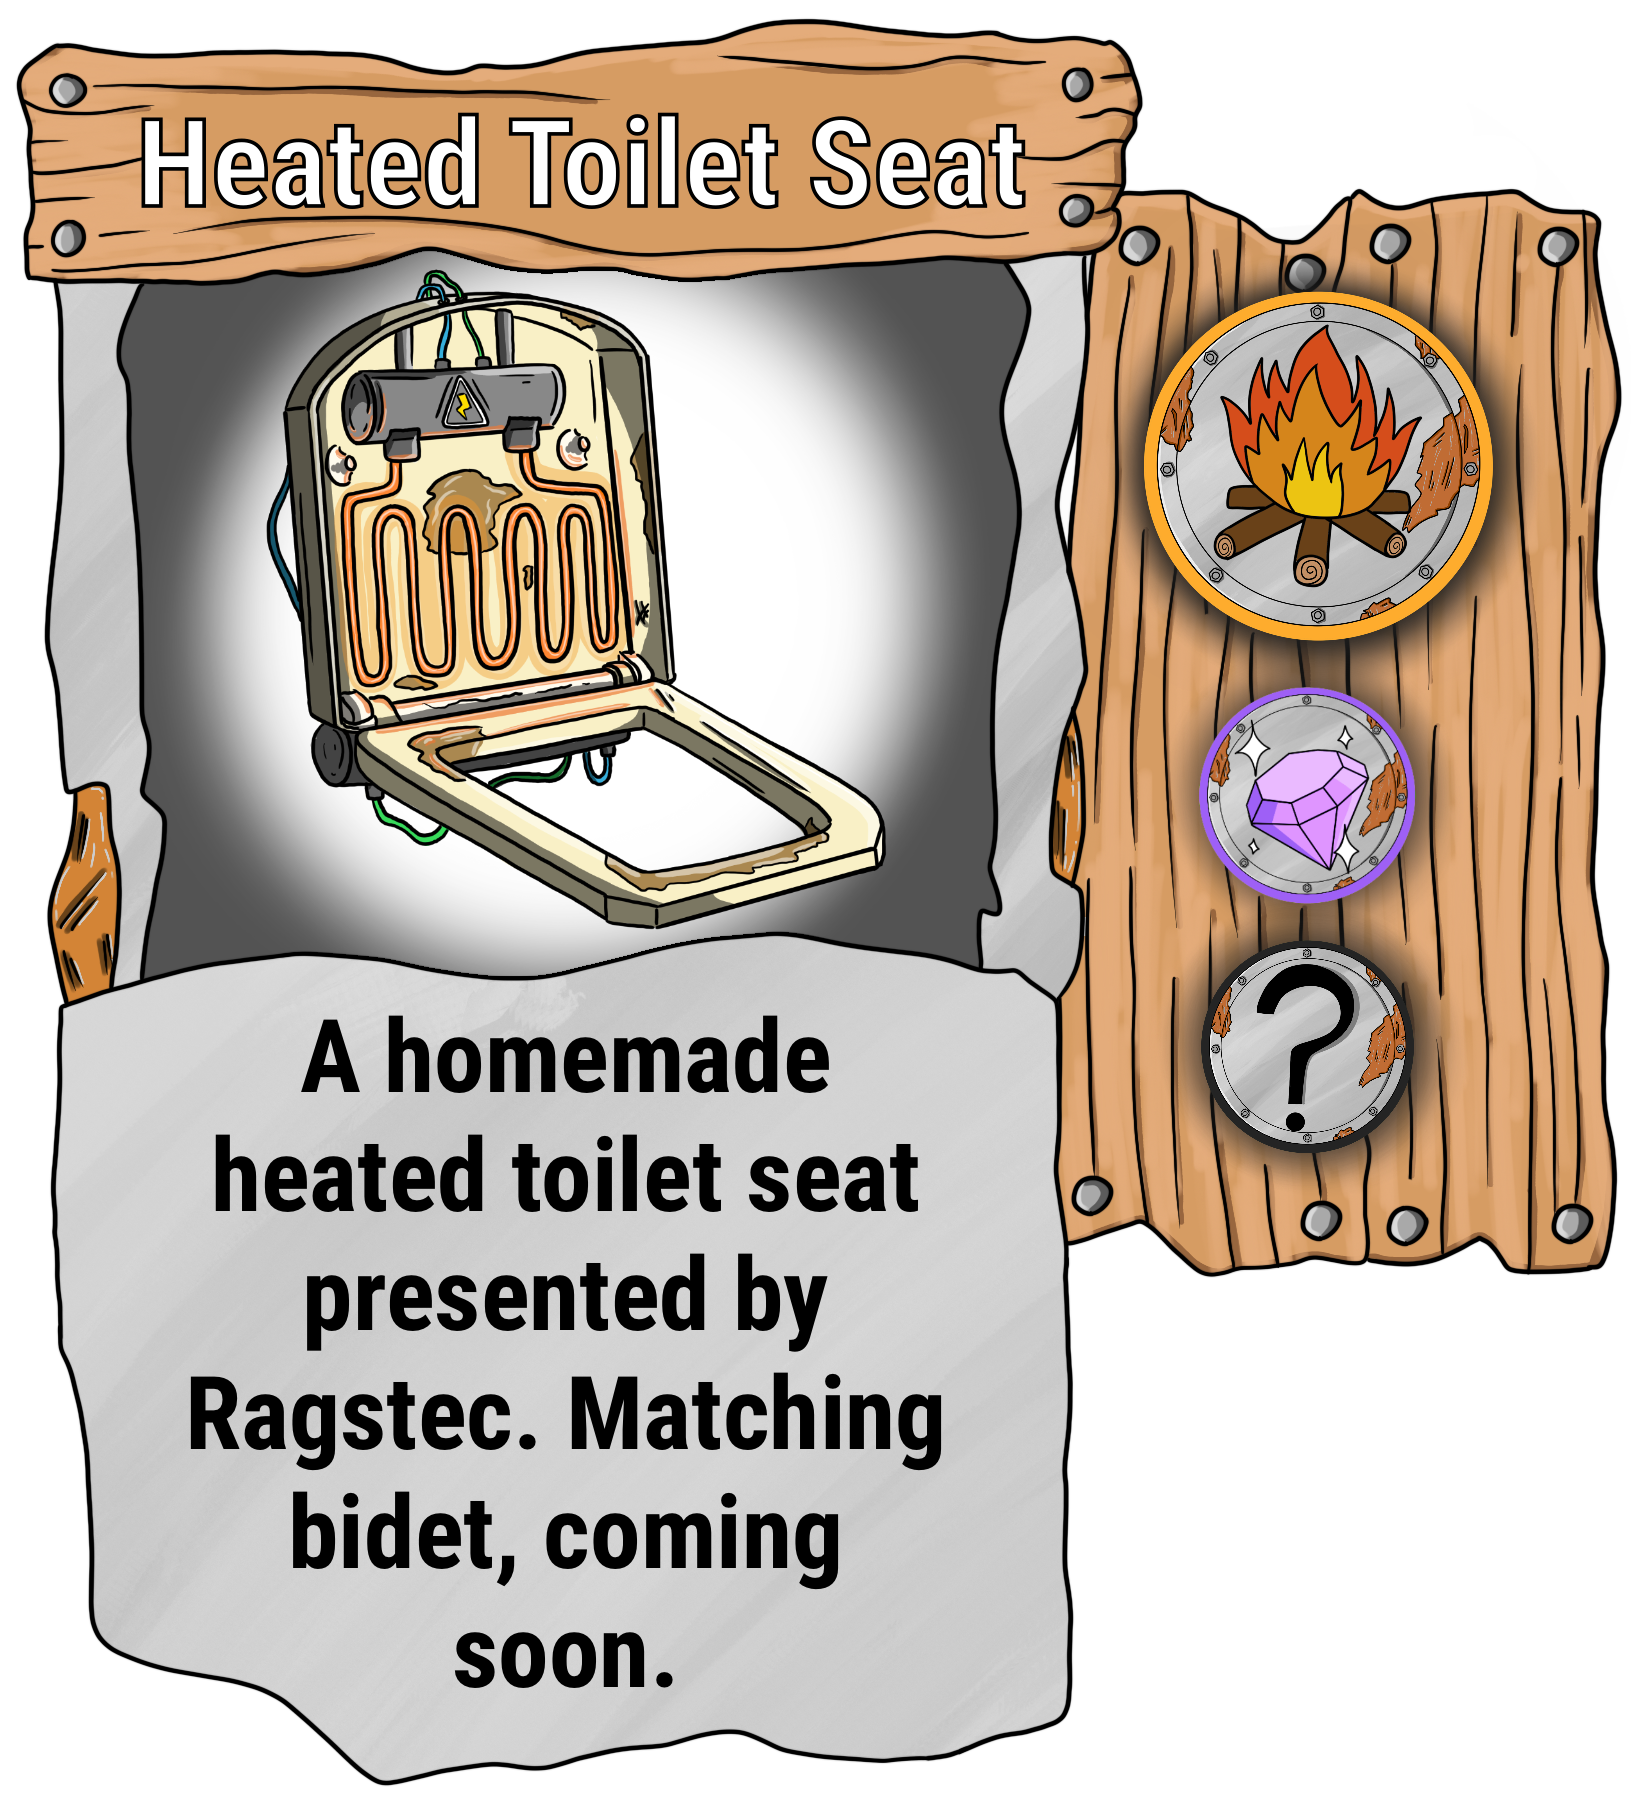 Heated Toilet Seat
A homemade
heated toilet seat
presented by
Ragstec. Matching
bidet, coming
soon.
?